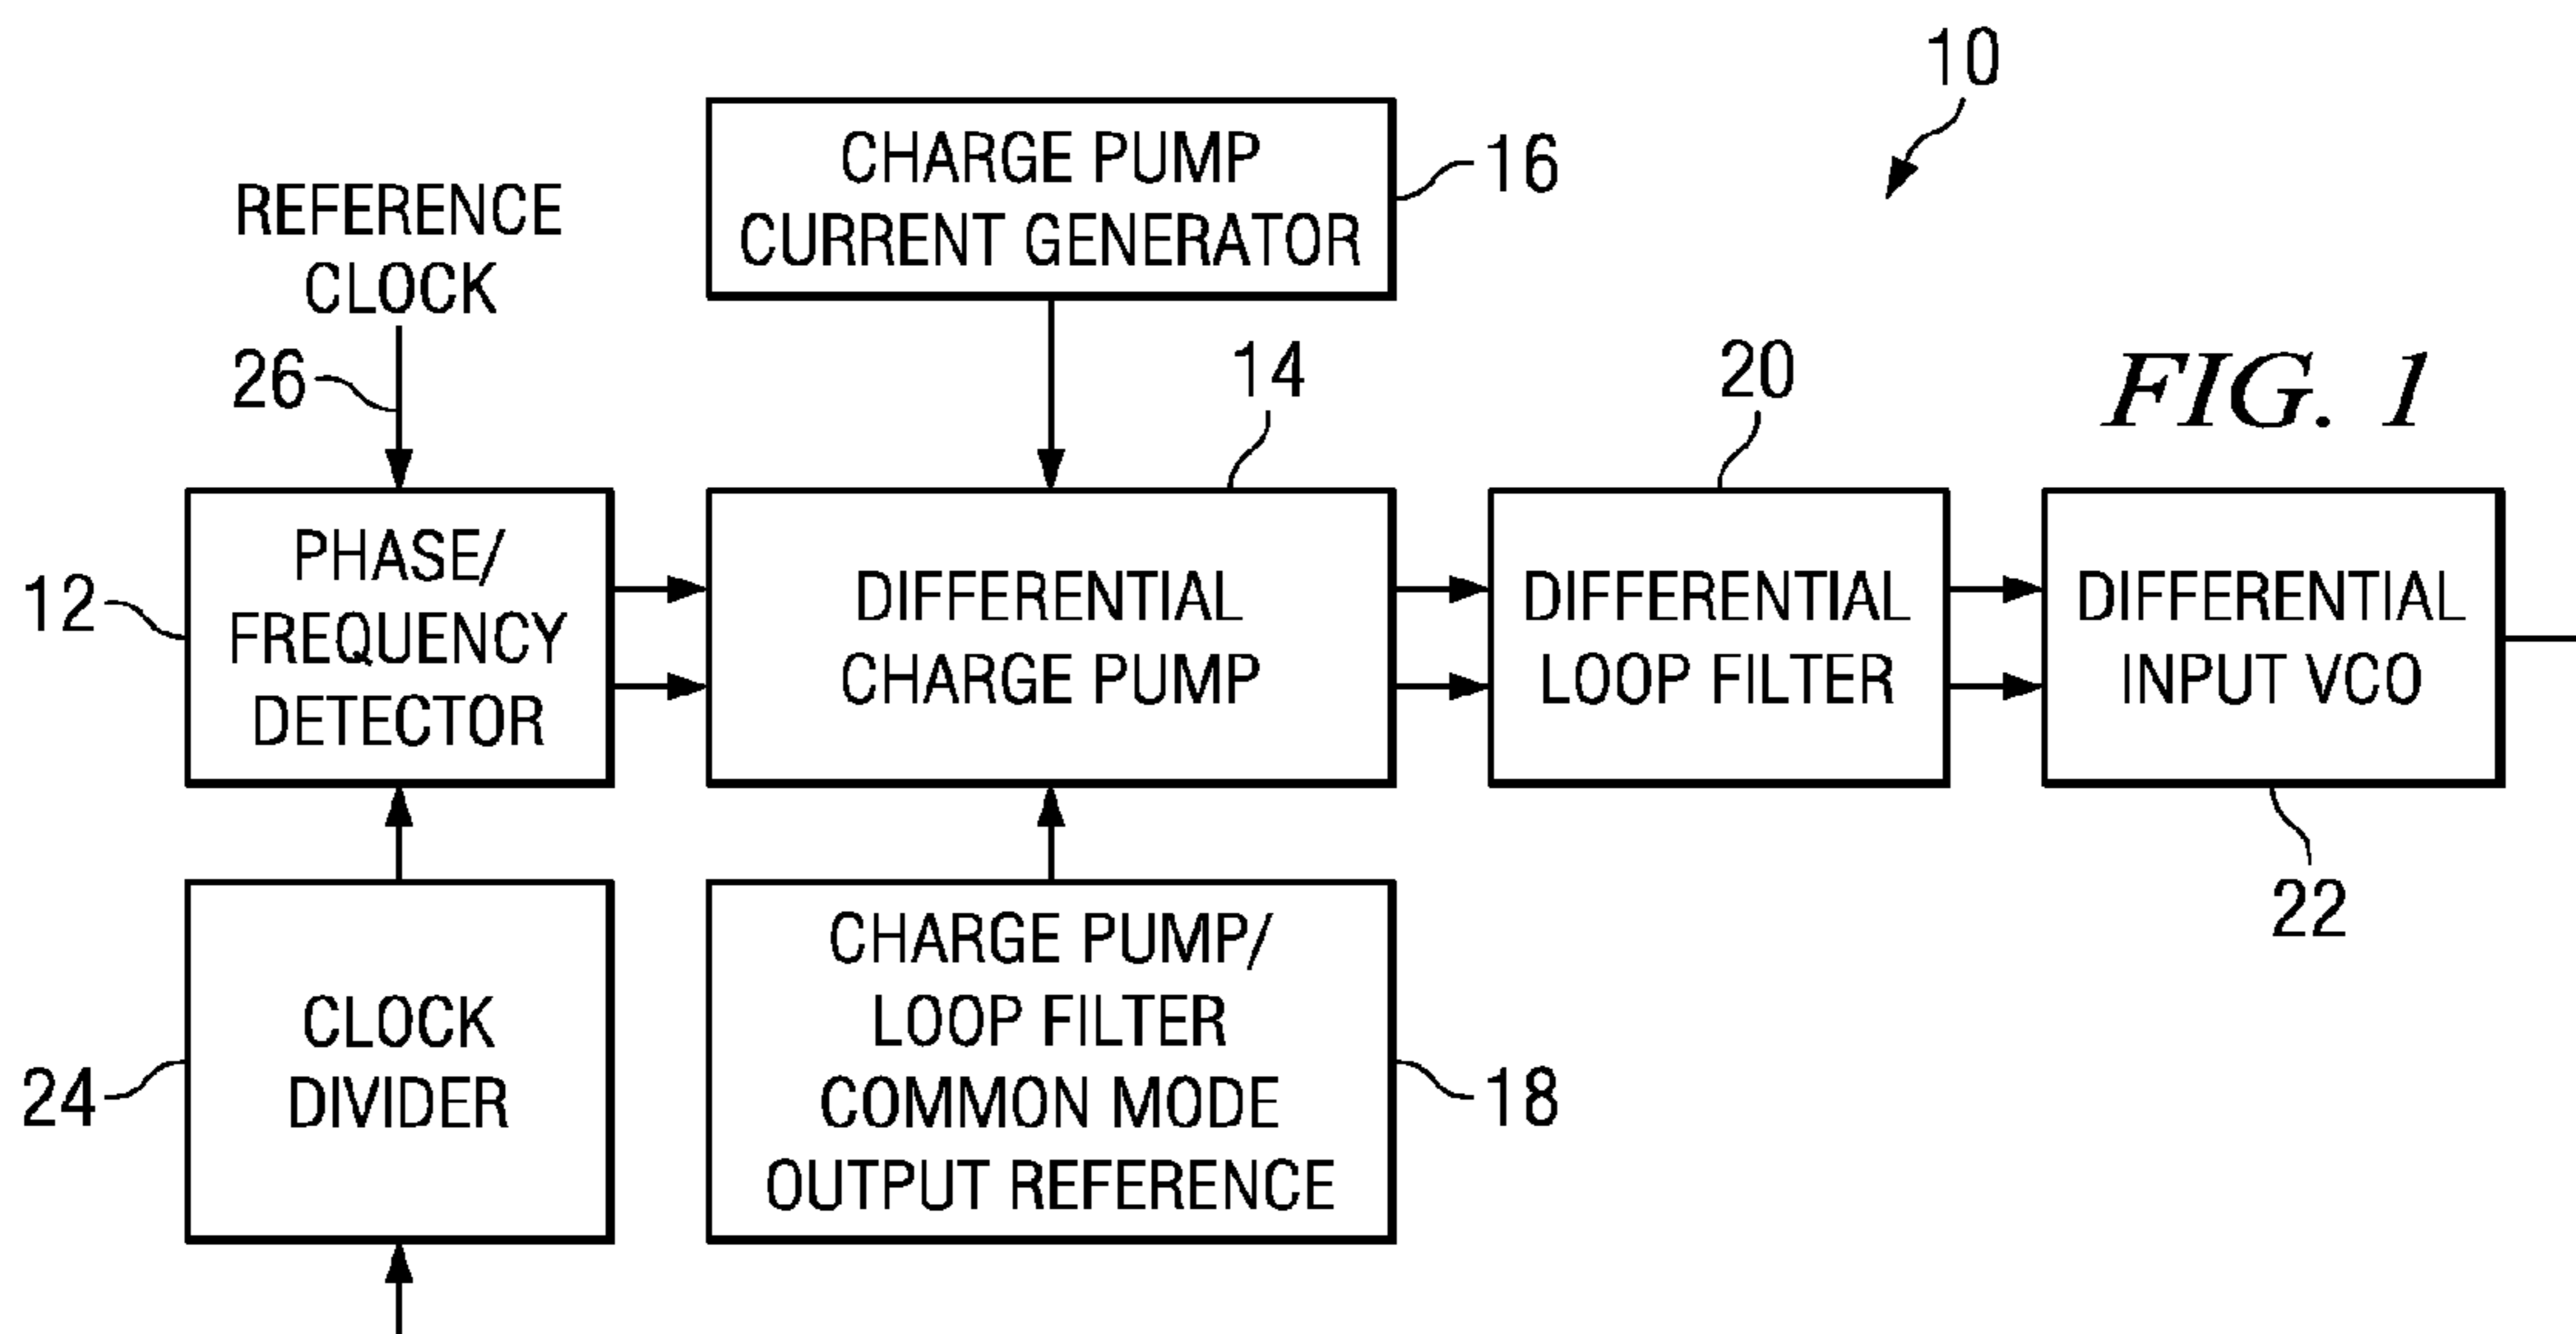 10
CHARGE PUMP
CURRENT GENERATOR
16
REFERENCE
CLOCK
26
14
20
FIG. 1
12
PHASE/
FREQUENCY
DETECTOR
DIFFERENTIAL
CHARGE PUMP
DIFFERENTIAL
LOOP FILTER
DIFFERENTIAL
INPUT VCO
22
24
CLOCK
DIVIDER
CHARGE PUMP/
LOOP FILTER
COMMON MODE
OUTPUT REFERENCE
18